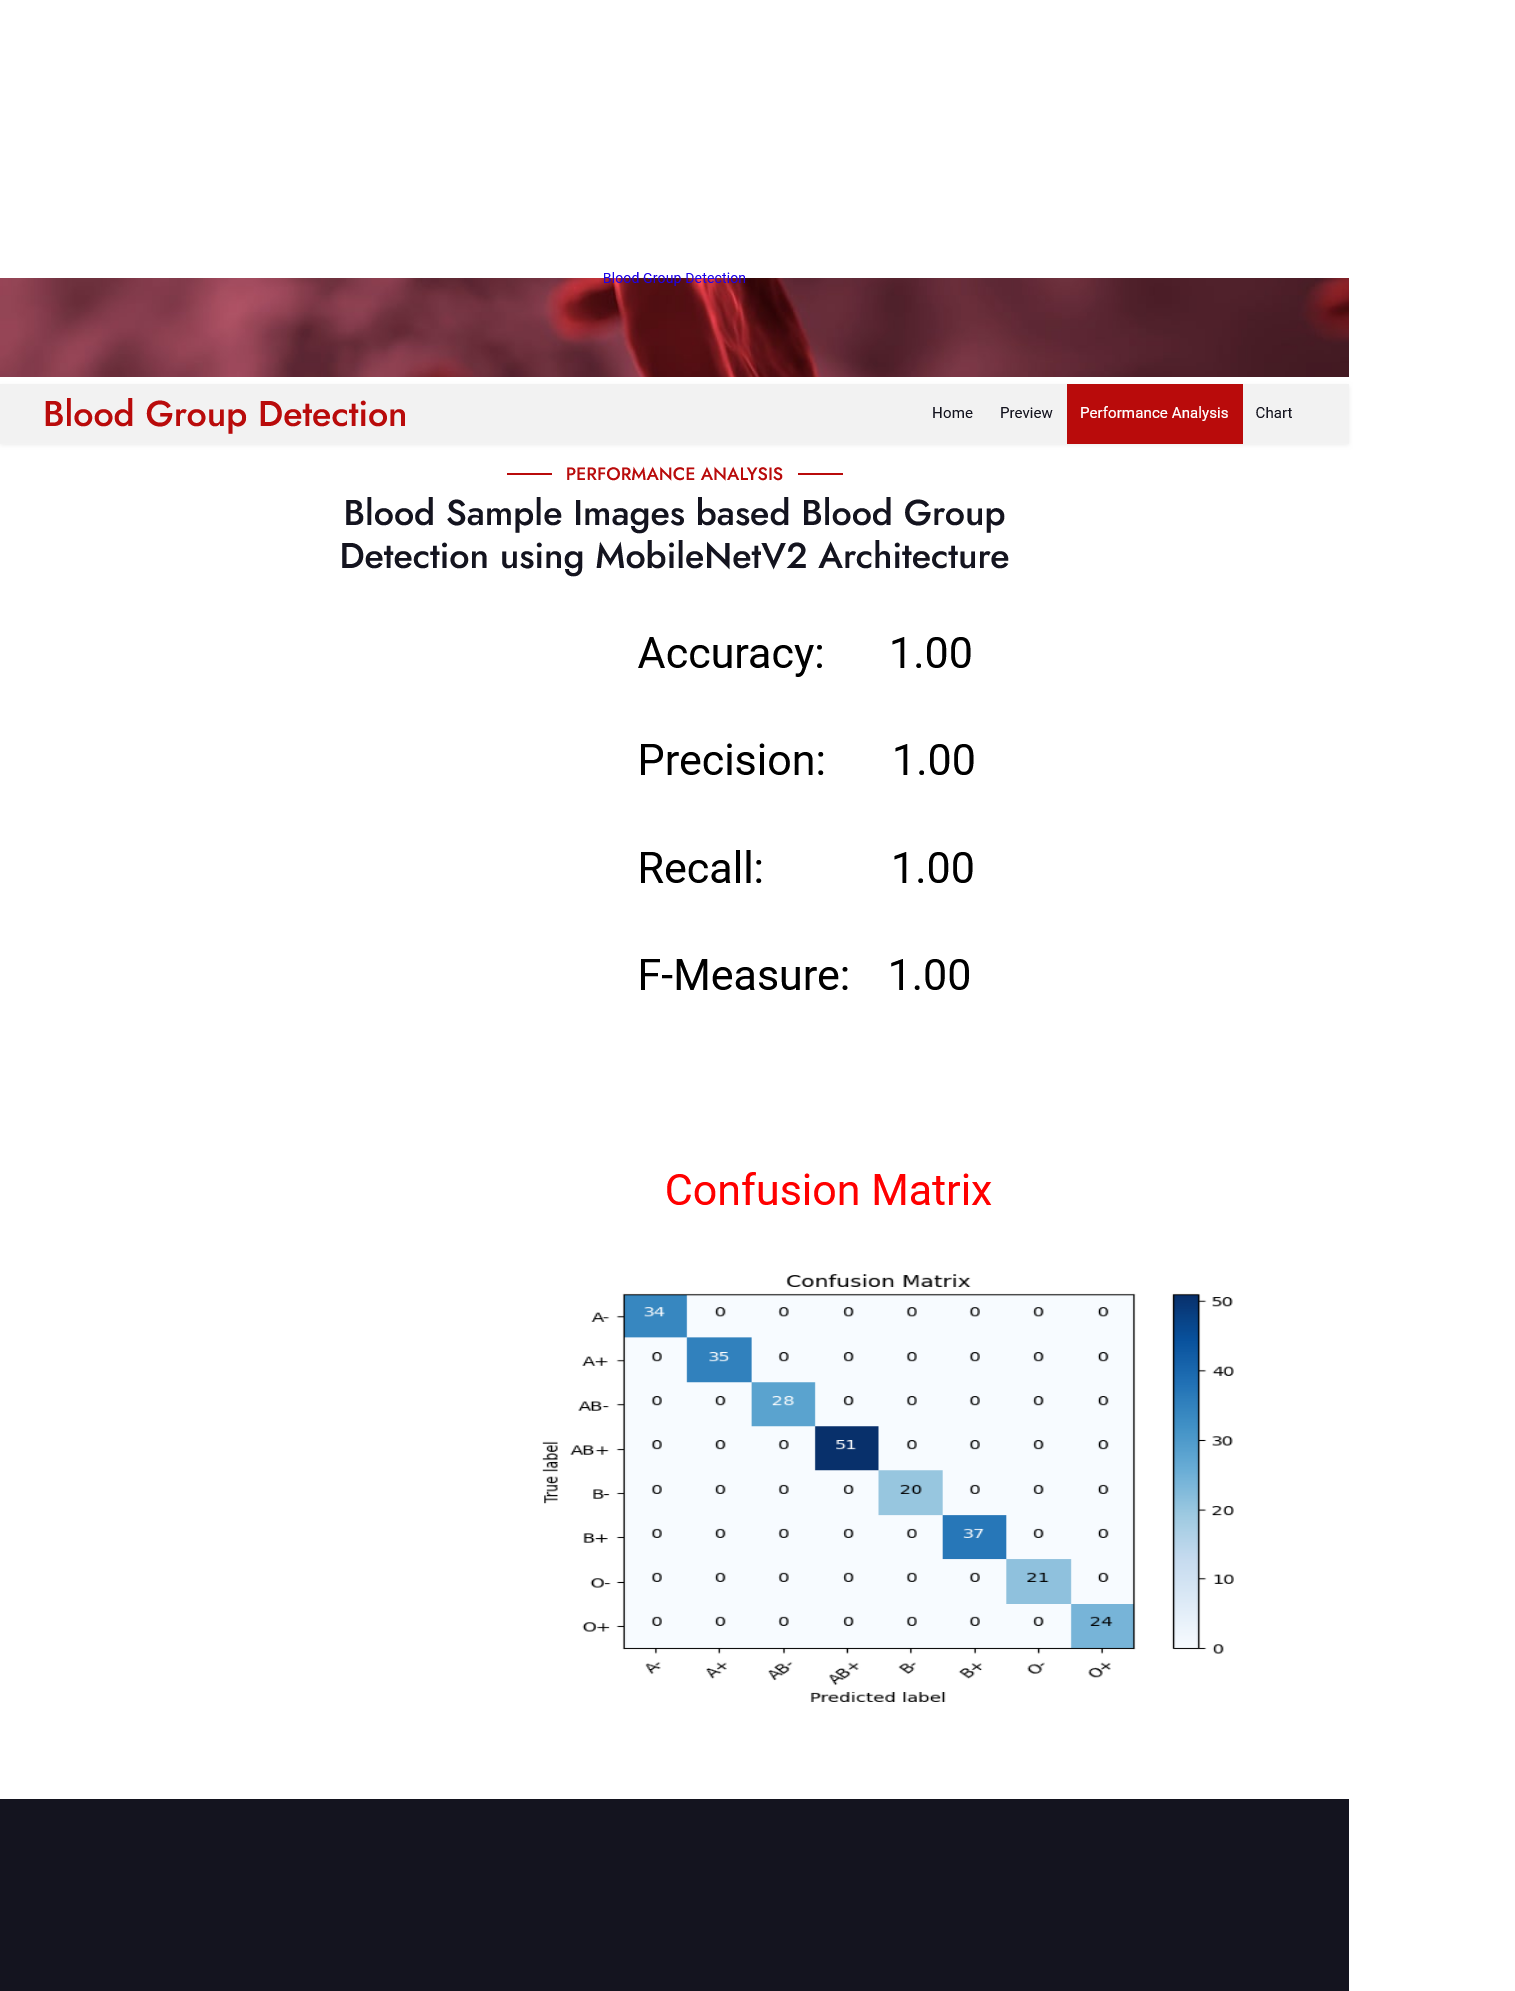 Blood Group Detection
Blood Group Detection
Home Preview Performance Analysis Chart
PERFORMANCE ANALYSIS
Blood Sample Images based Blood Group
Detection using MobileNetV2 Architecture
Accuracy: 1.00
Precision: 1.00
Recall: 1.00
F-Measure: 1.00
Confusion Matrix
Confusion Matrix
A- 34 0 0 0 0 0 0 0
A+ 0 35 0 0 0 0 0 0
AB- 0 0 28 0 0 0 0 0
AB+ 0 0 0 51 0 0 0 0
B- 0 0 0 0 20 0 0 0
B+ 0 0 0 0 0 37 0 0
O- 0 0 0 0 0 0 21 0
O+ 0 0 0 0 0 0 0 24
True label
A- A+ AB- AB+ B- B+ O- O+
Predicted label
50
40
30
20
10
0